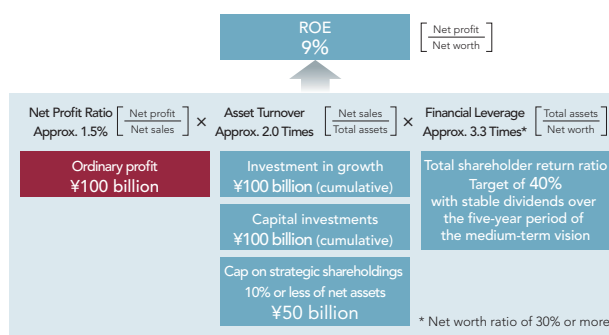 ROE
9%
[Net profit / Net worth]
Net Profit Ratio
Approx. 1.5%
[Net profit / Net sales]
×
Asset Turnover
Approx. 2.0 Times
[Net sales / Total assets]
×
Financial Leverage
Approx. 3.3 Times*
[Total assets / Net worth]
Ordinary profit
¥100 billion
Investment in growth
¥100 billion (cumulative)
Capital investments
¥100 billion (cumulative)
Cap on strategic shareholdings
10% or less of net assets
¥50 billion
Total shareholder return ratio
Target of 40%
with stable dividends over
the five-year period of
the medium-term vision
* Net worth ratio of 30% or more